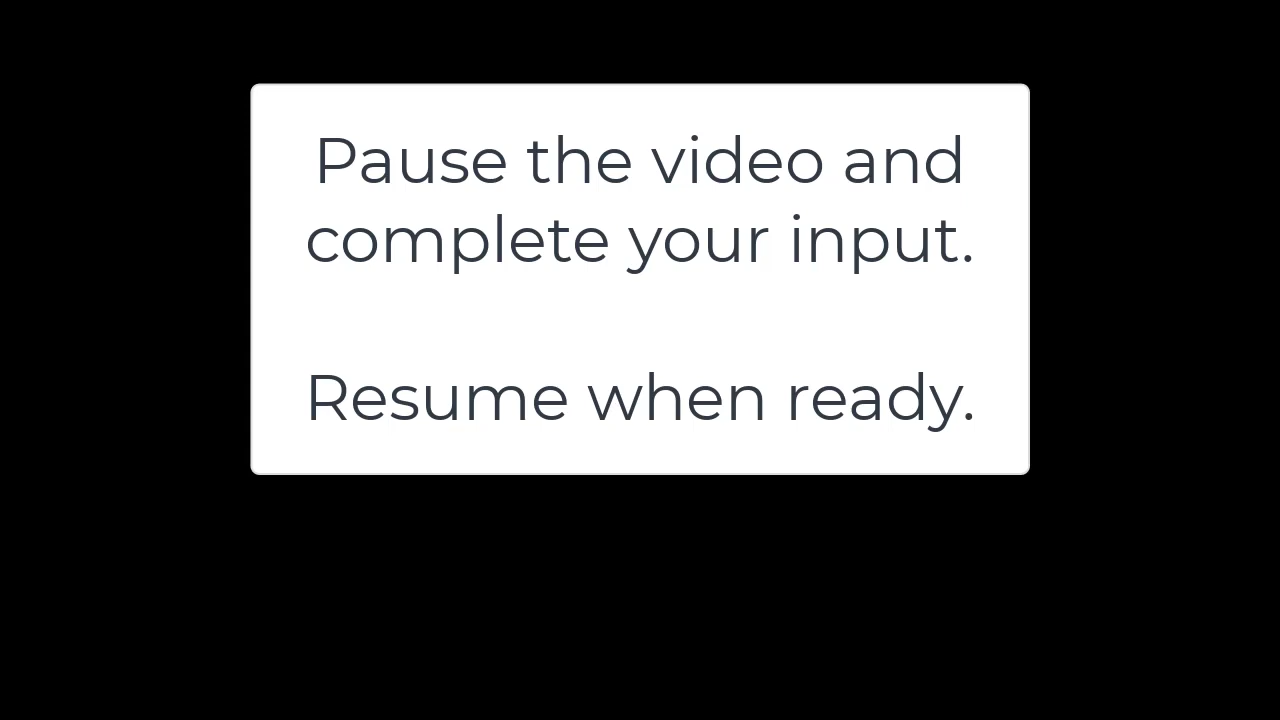 Pause the video and
complete your input.
Resume when ready.